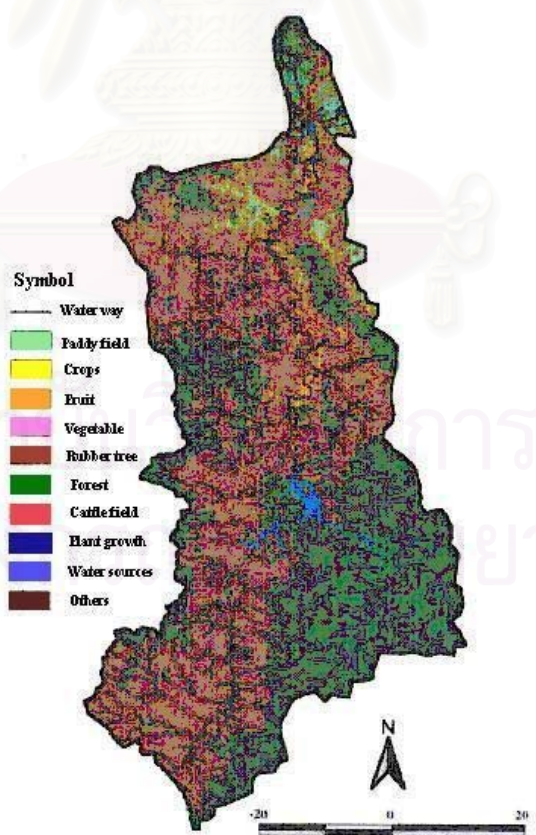 Symbol
Water way
Paddy field
Crops
Fruit
Vegetable
Rubber tree
Forest
Cattle field
Plant growth
Water sources
Others
N
-20 0 20